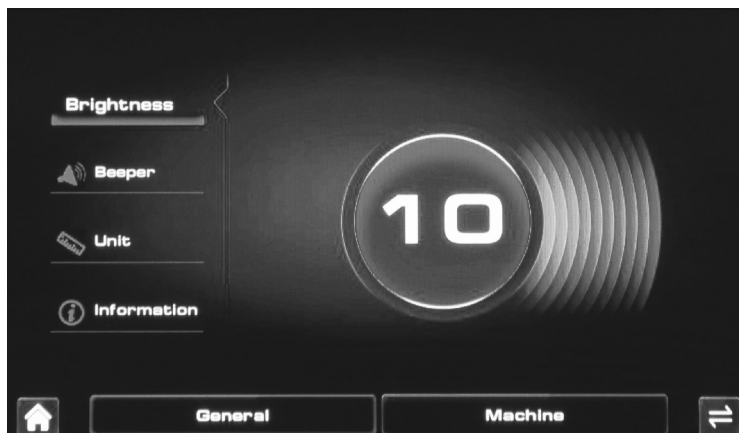 Brightness
Beeper
Unit
Information
10
General
Machine